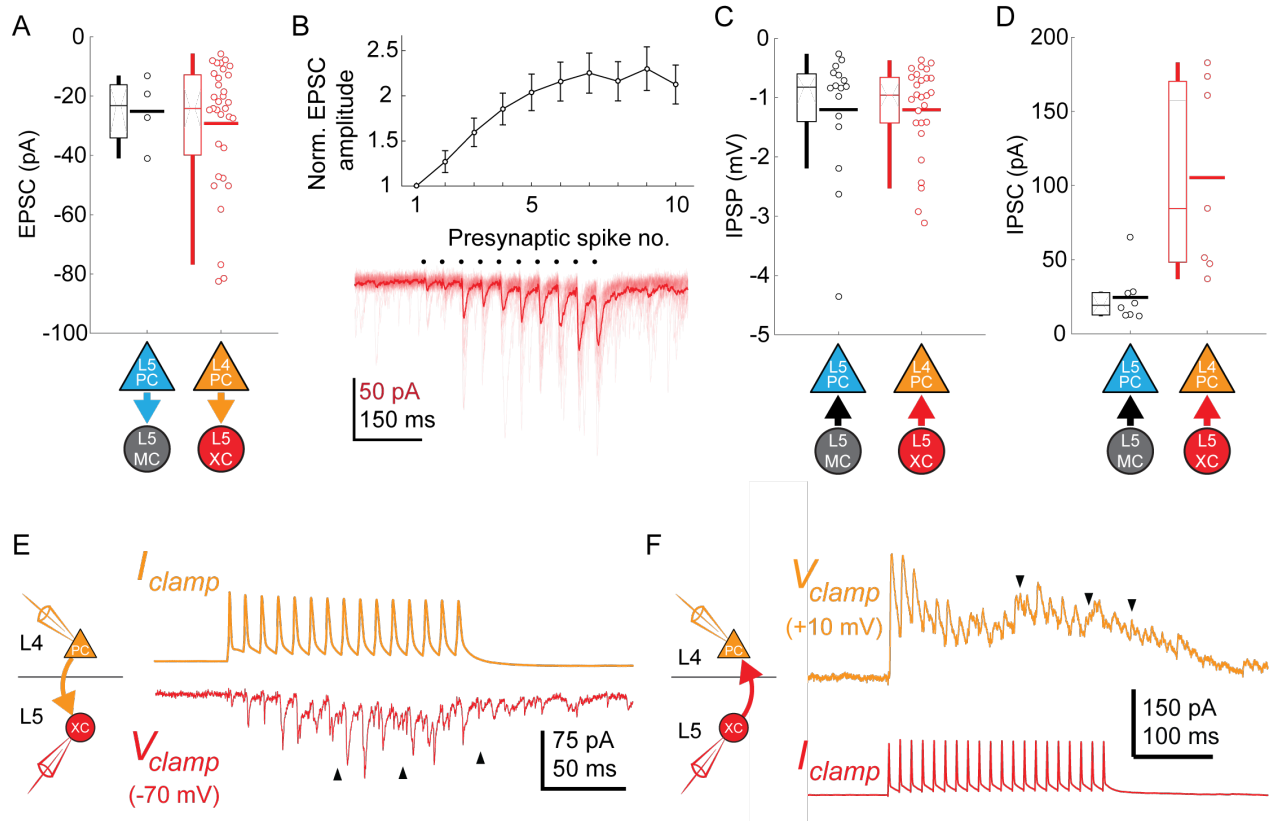 A
EPSC (pA)
0
-20
-40
-60
-80
-100
L5
PC
L4
PC
L5
MC
L5
XC
B
Norm. EPSC
amplitude
2.5
2
1.5
1
1
5
10
Presynaptic spike no.
50 pA
150 ms
C
IPSP (mV)
0
-1
-2
-3
-4
-5
L5
PC
L4
PC
L5
MC
L5
XC
D
IPSC (pA)
200
150
100
50
0
L5
PC
L4
PC
L5
MC
L5
XC
E
I clamp
L4
PC
L5
XC
V clamp
(-70 mV)
75 pA
50 ms
F
V clamp
(+10 mV)
L4
PC
L5
XC
I clamp
150 pA
100 ms